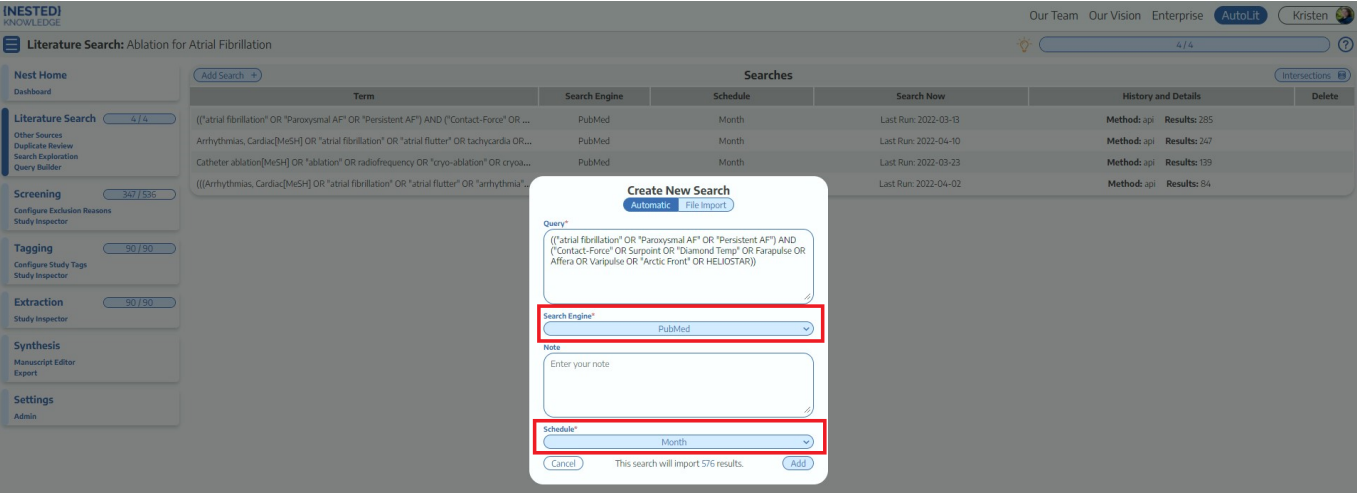 {NESTED}
KNOWLEDGE
Our Team Our Vision Enterprise AutoLit Kristen
Literature Search: Ablation for Atrial Fibrillation
4/4
?
Nest Home
Dashboard
Literature Search 4/4
Other Sources
Duplicate Review
Search Exploration
Query Builder
Screening 347/536
Configure Exclusion Reasons
Study Inspector
Tagging 90/90
Configure Study Tags
Study Inspector
Extraction 90/90
Study Inspector
Synthesis
Manuscript Editor
Export
Settings
Admin
Add Search +
Searches
Intersections
Term Search Engine Schedule Search Now History and Details Delete
(("atrial fibrillation" OR "Paroxysmal AF" OR "Persistent AF") AND ("Contact-Force" OR ... PubMed Month Last Run: 2022-03-13 Method: api Results: 285
Arrhythmias, Cardiac[MeSH] OR "atrial fibrillation" OR "atrial flutter" OR tachycardia OR... PubMed Month Last Run: 2022-04-10 Method: api Results: 247
Catheter ablation[MeSH] OR "ablation" OR radiofrequency OR "cryo-ablation" OR cryoa... PubMed Month Last Run: 2022-03-23 Method: api Results: 139
(((Arrhythmias, Cardiac[MeSH] OR "atrial fibrillation" OR "atrial flutter" OR "arrhythmia"... Last Run: 2022-04-02 Method: api Results: 84
Create New Search
Automatic File Import
Query*
(("atrial fibrillation" OR "Paroxysmal AF" OR "Persistent AF") AND
("Contact-Force" OR Surpoint OR "Diamond Temp" OR Farapulse OR
Affera OR Varipulse OR "Arctic Front" OR HELIOSTAR))
Search Engine*
PubMed
Note
Enter your note
Schedule*
Month
Cancel This search will import 576 results. Add